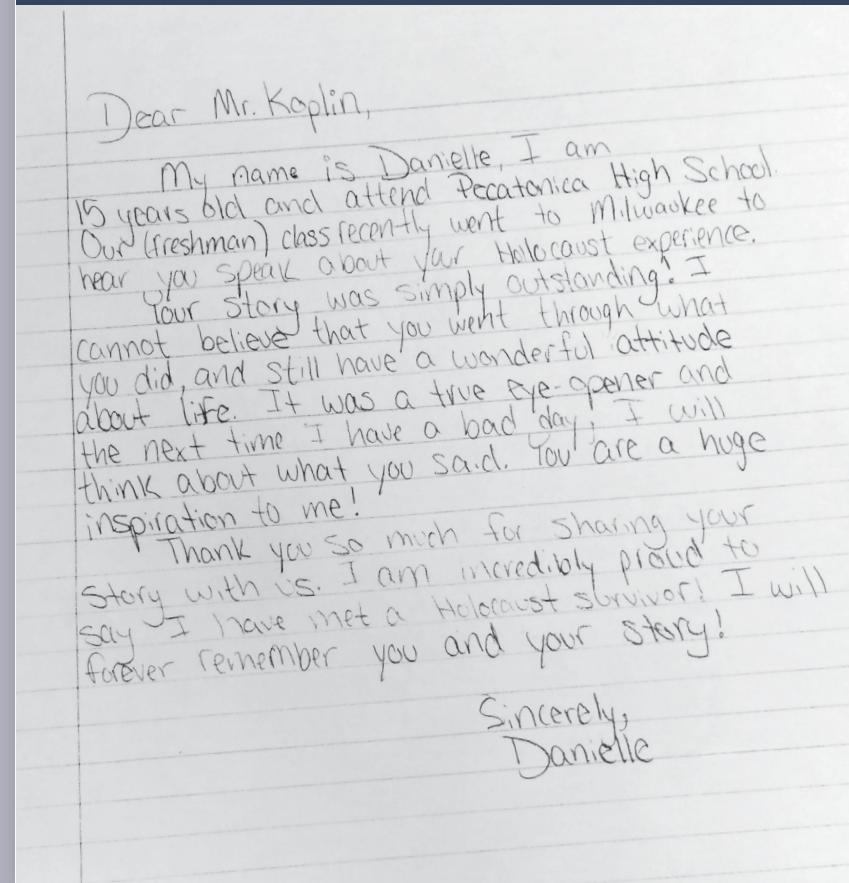 Dear Mr. Kaplin,
My name is Danielle, I am
15 years old and attend Pecatonica High School.
Our (freshman) class recently went to Milwaukee to
hear you speak about your Holocaust experience.
Your story was simply outstanding! I
cannot believe that you went through what
you did, and still have a wonderful attitude
about life. It was a true eye-opener and
the next time I have a bad day, I will
think about what you said. You are a huge
inspiration to me!
Thank you so much for sharing your
story with us. I am incredibly proud to
say I have met a Holocaust survivor! I will
forever remember you and your story!
Sincerely,
Danielle